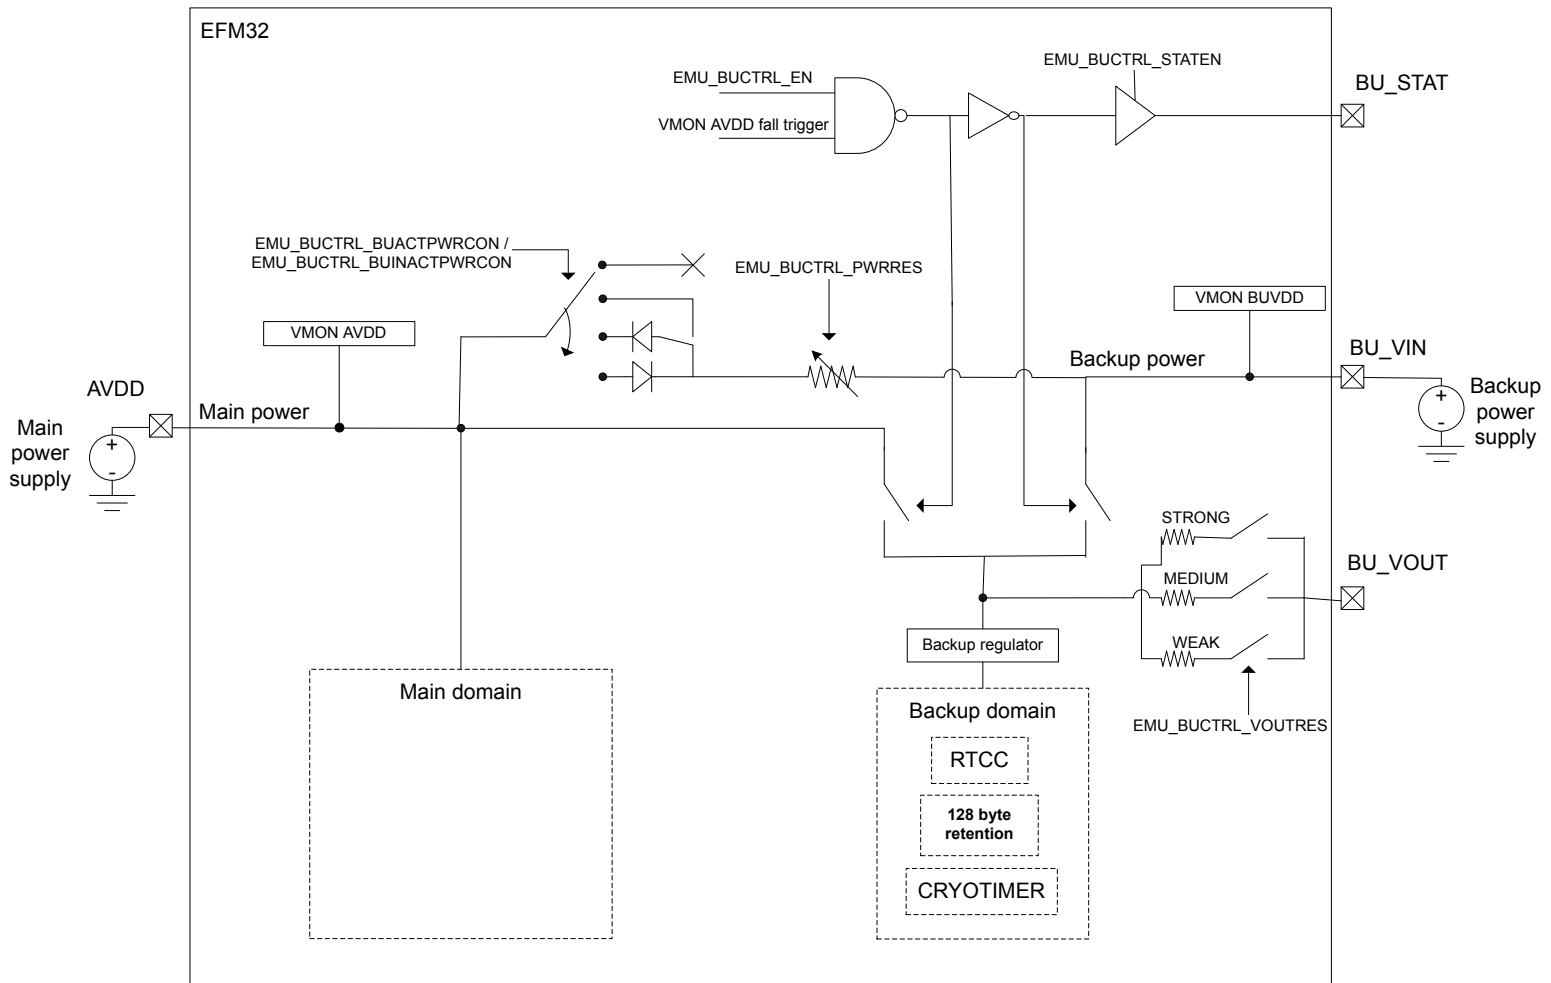 EFM32
EMU_BUCTRL_STATEN
EMU_BUCTRL_EN
BU_STAT
VMON AVDD fall trigger
EMU_BUCTRL_BUACTPWRCON /
EMU_BUCTRL_BUINACTPWRCON
EMU_BUCTRL_PWRRES
VMON BUVDD
VMON AVDD
Backup power
BU_VIN
AVDD
Main power
+
-
Main
power
supply
+
-
Backup
power
supply
STRONG
MEDIUM
WEAK
BU_VOUT
EMU_BUCTRL_VOUTRES
Backup regulator
Main domain
Backup domain
RTCC
128 byte
retention
CRYOTIMER